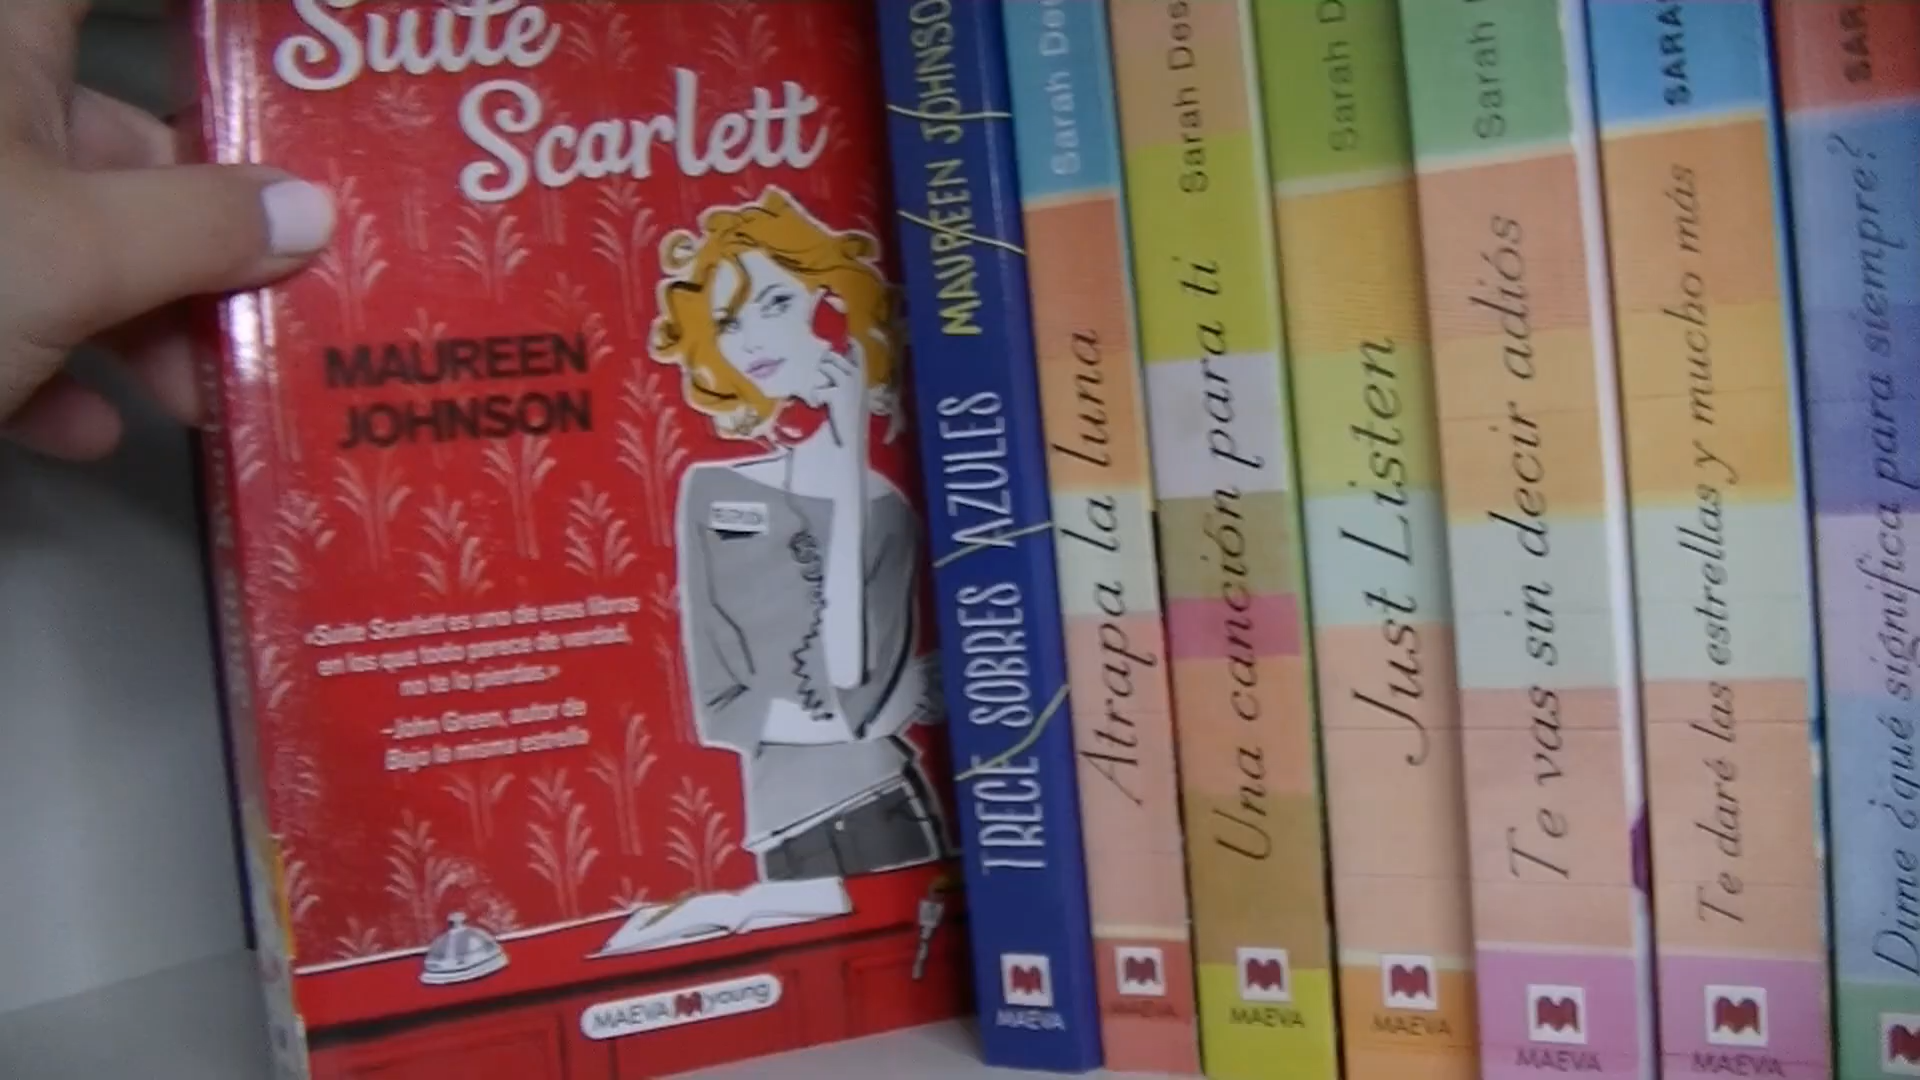 Suite
Scarlett
MAUREEN
JOHNSON
«Suite Scarlett es uno de esos libros
en los que todo parece de verdad,
no te lo pierdas.»
–John Green, autor de
Bajo la misma estrella
MAEVA young
TRECE SOBRES AZULES MAUREEN JOHNSO
MAEVA
Atrapa la luna Sarah Des
MAEVA
Una canción para ti Sarah Des
MAEVA
Just Listen Sarah D
MAEVA
Te vas sin decir adiós Sarah
MAEVA
Te daré las estrellas y mucho más SARA
MAEVA
Dime ¿qué significa para siempre? SAR